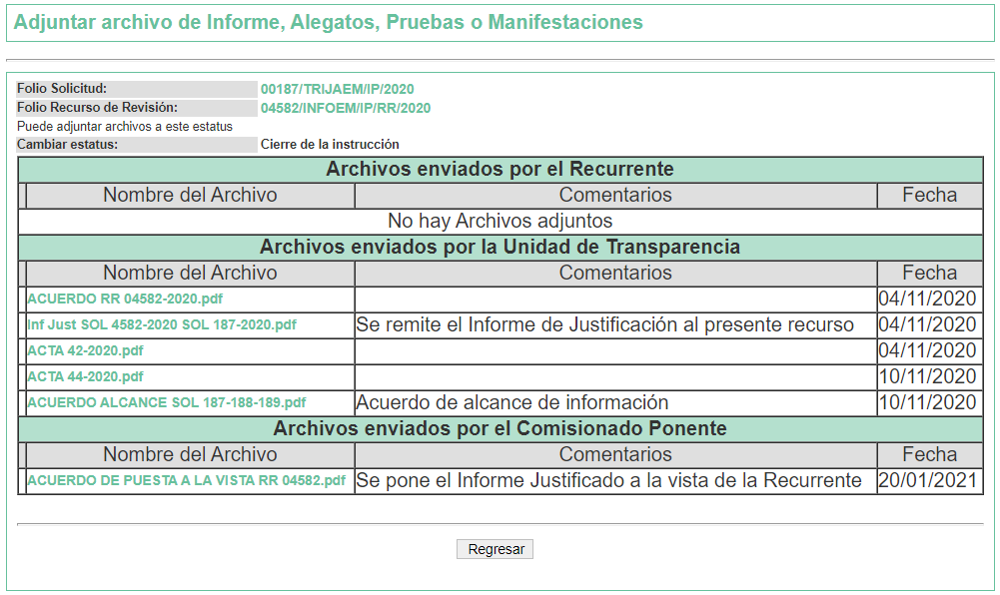 Adjuntar archivo de Informe, Alegatos, Pruebas o Manifestaciones
Folio Solicitud: 00187/TRIJAEM/IP/2020
Folio Recurso de Revisión: 04582/INFOEM/IP/RR/2020
Puede adjuntar archivos a este estatus
Cambiar estatus: Cierre de la instrucción
Archivos enviados por el Recurrente
Nombre del Archivo Comentarios Fecha
No hay Archivos adjuntos
Archivos enviados por la Unidad de Transparencia
Nombre del Archivo Comentarios Fecha
ACUERDO RR 04582-2020.pdf 04/11/2020
Inf Just SOL 4582-2020 SOL 187-2020.pdf Se remite el Informe de Justificación al presente recurso 04/11/2020
ACTA 42-2020.pdf 04/11/2020
ACTA 44-2020.pdf 10/11/2020
ACUERDO ALCANCE SOL 187-188-189.pdf Acuerdo de alcance de información 10/11/2020
Archivos enviados por el Comisionado Ponente
Nombre del Archivo Comentarios Fecha
ACUERDO DE PUESTA A LA VISTA RR 04582.pdf Se pone el Informe Justificado a la vista de la Recurrente 20/01/2021
Regresar